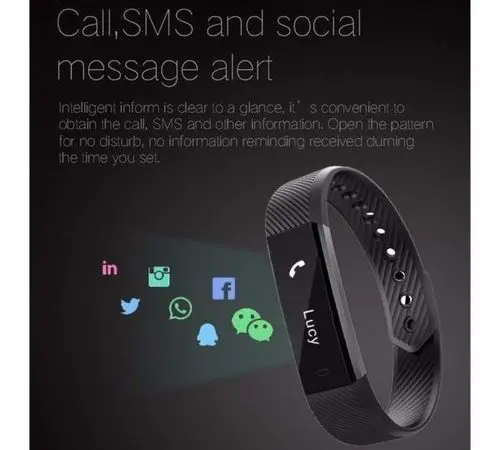 Call,SMS and social
message alert
Intelligent inform is clear to a glance, it' s convenient to
obtain the call, SMS and other information. Open the pattern
for no disturb, no information reminding received durning
the time you set.
in
Lucy